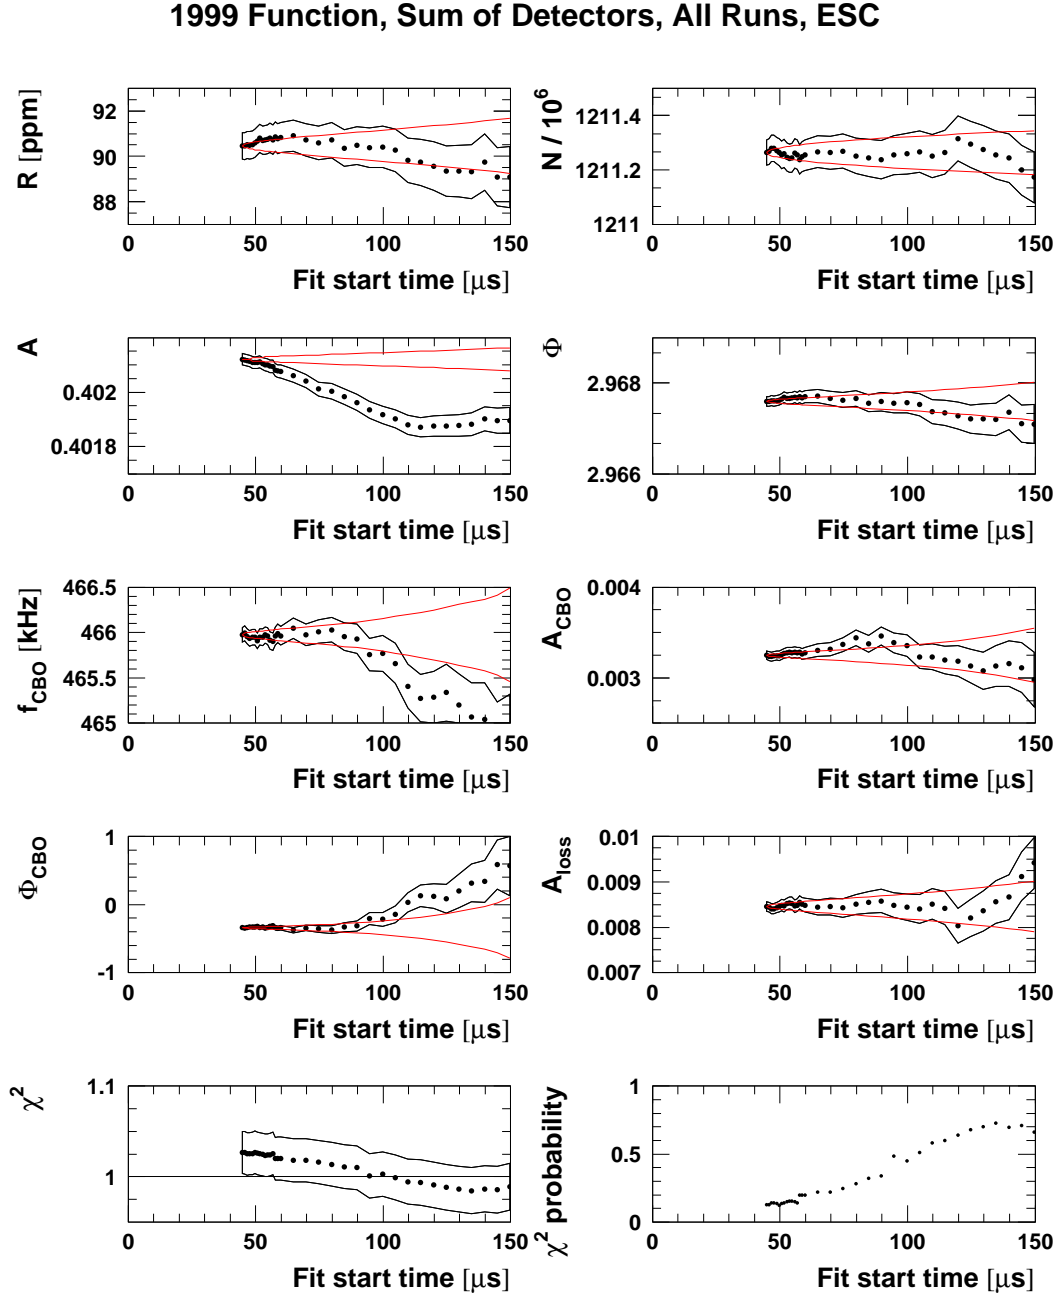 1999 Function, Sum of Detectors, All Runs, ESC
R [ppm]
92
90
88
0 50 100 150
Fit start time [μs]
N / 10⁶
1211.4
1211.2
1211
0 50 100 150
Fit start time [μs]
A
0.402
0.4018
0 50 100 150
Fit start time [μs]
Φ
2.968
2.966
0 50 100 150
Fit start time [μs]
f_CBO [kHz]
466.5
466
465.5
465
0 50 100 150
Fit start time [μs]
A_CBO
0.004
0.003
0 50 100 150
Fit start time [μs]
Φ_CBO
1
0
-1
0 50 100 150
Fit start time [μs]
A_loss
0.01
0.009
0.008
0.007
0 50 100 150
Fit start time [μs]
χ²
1.1
1
0 50 100 150
Fit start time [μs]
χ² probability
1
0.5
0
0 50 100 150
Fit start time [μs]